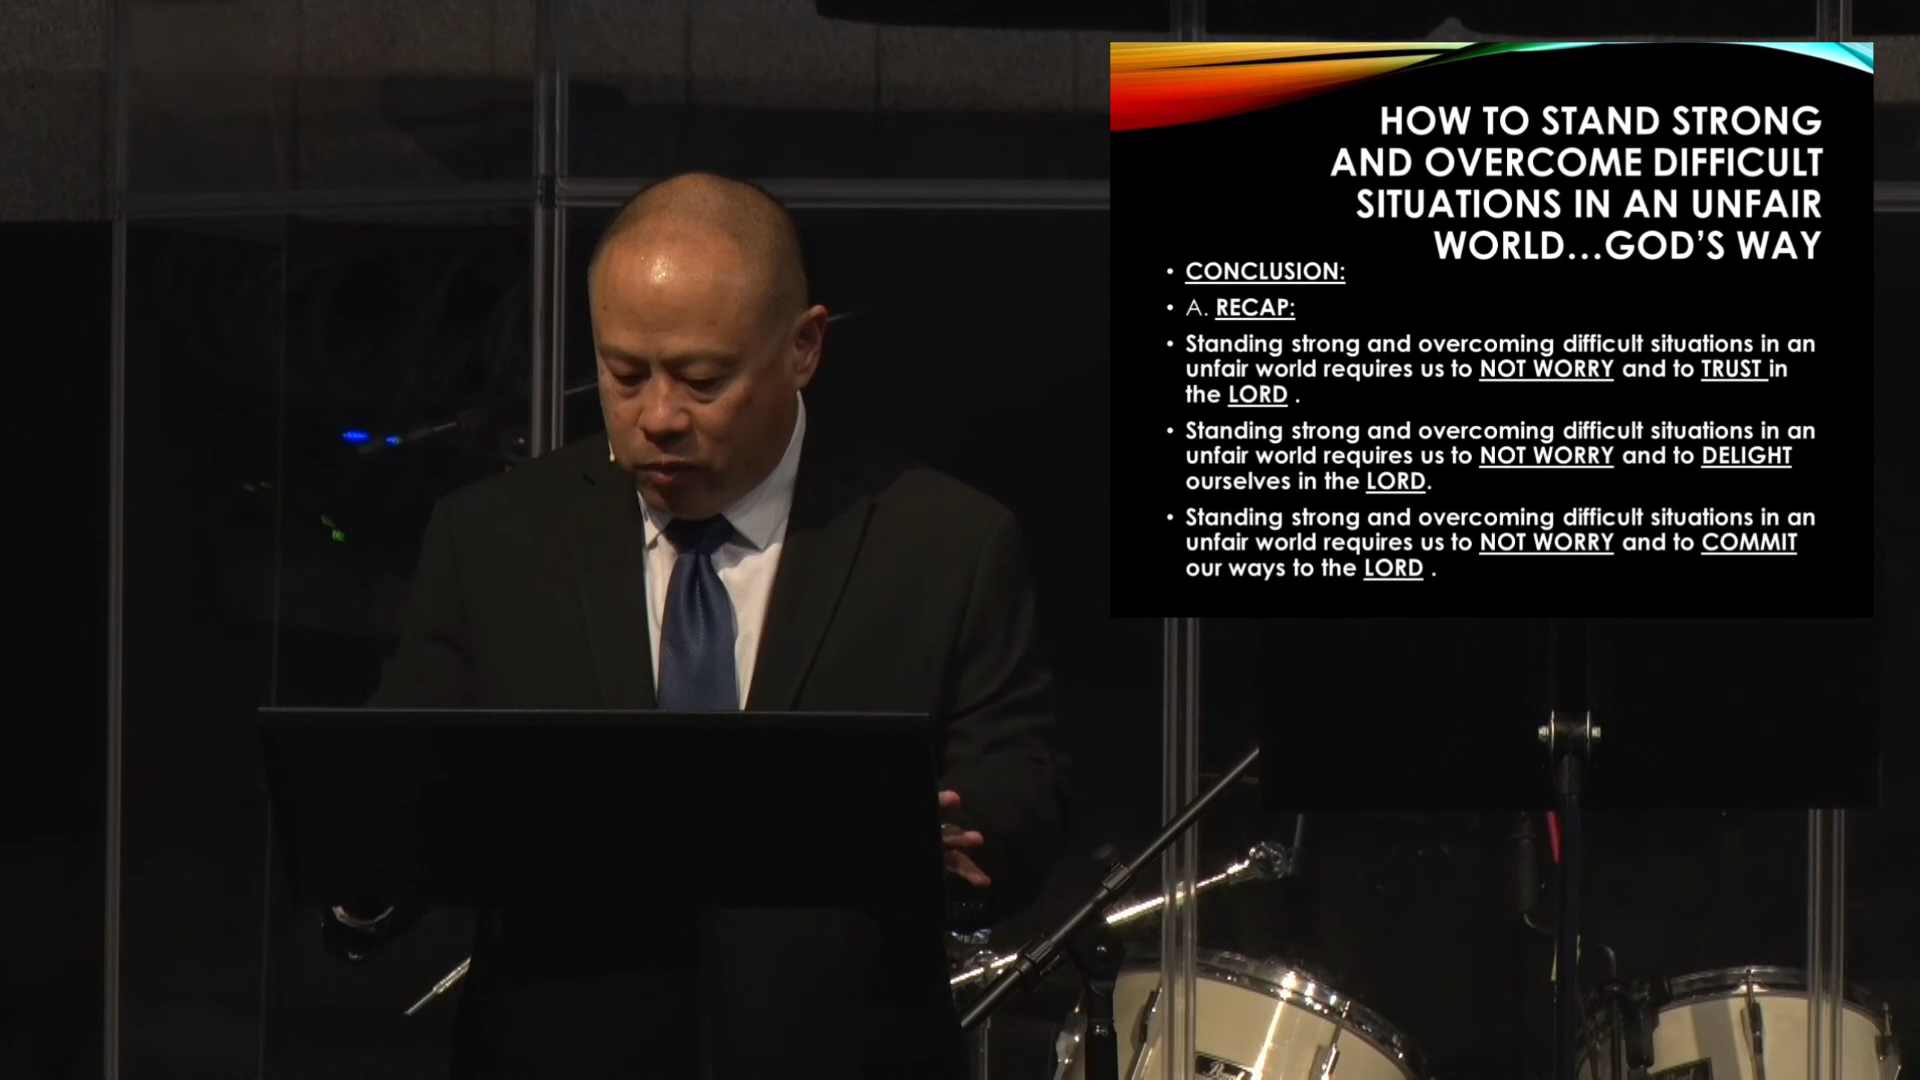 HOW TO STAND STRONG
AND OVERCOME DIFFICULT
SITUATIONS IN AN UNFAIR
WORLD...GOD'S WAY
• CONCLUSION:
• A. RECAP:
• Standing strong and overcoming difficult situations in an
unfair world requires us to NOT WORRY and to TRUST in
the LORD .
• Standing strong and overcoming difficult situations in an
unfair world requires us to NOT WORRY and to DELIGHT
ourselves in the LORD.
• Standing strong and overcoming difficult situations in an
unfair world requires us to NOT WORRY and to COMMIT
our ways to the LORD .